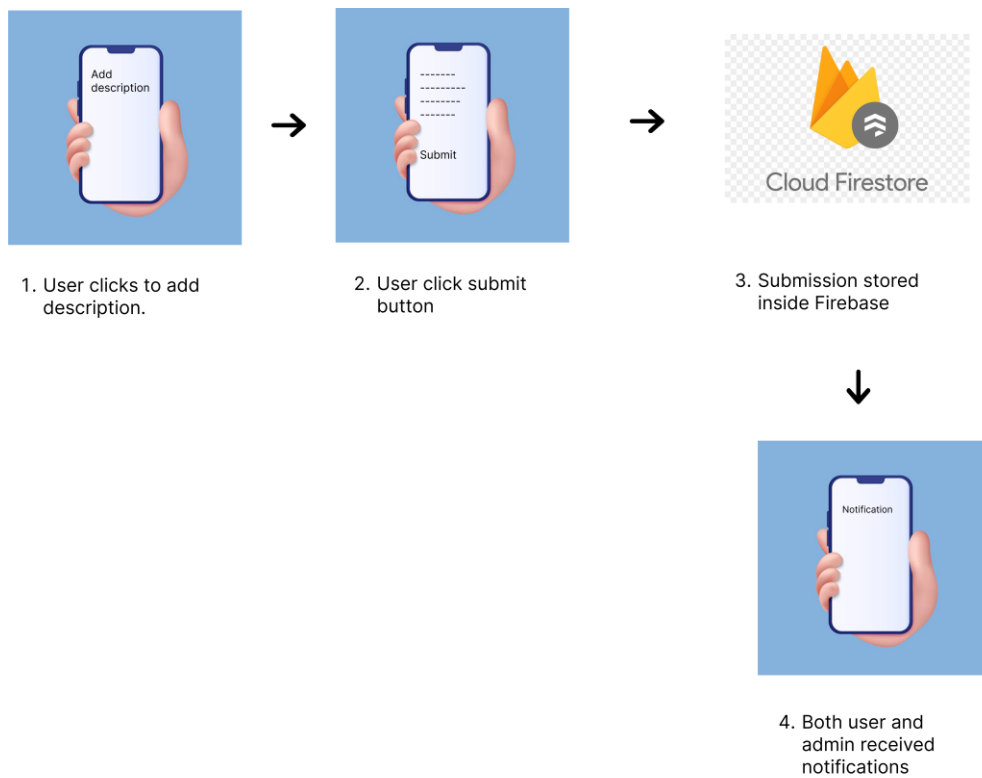 Add
description
-------
---------
--------
-------
Submit
Cloud Firestore
1. User clicks to add
description.
2. User click submit
button
3. Submission stored
inside Firebase
Notification
4. Both user and
admin received
notifications